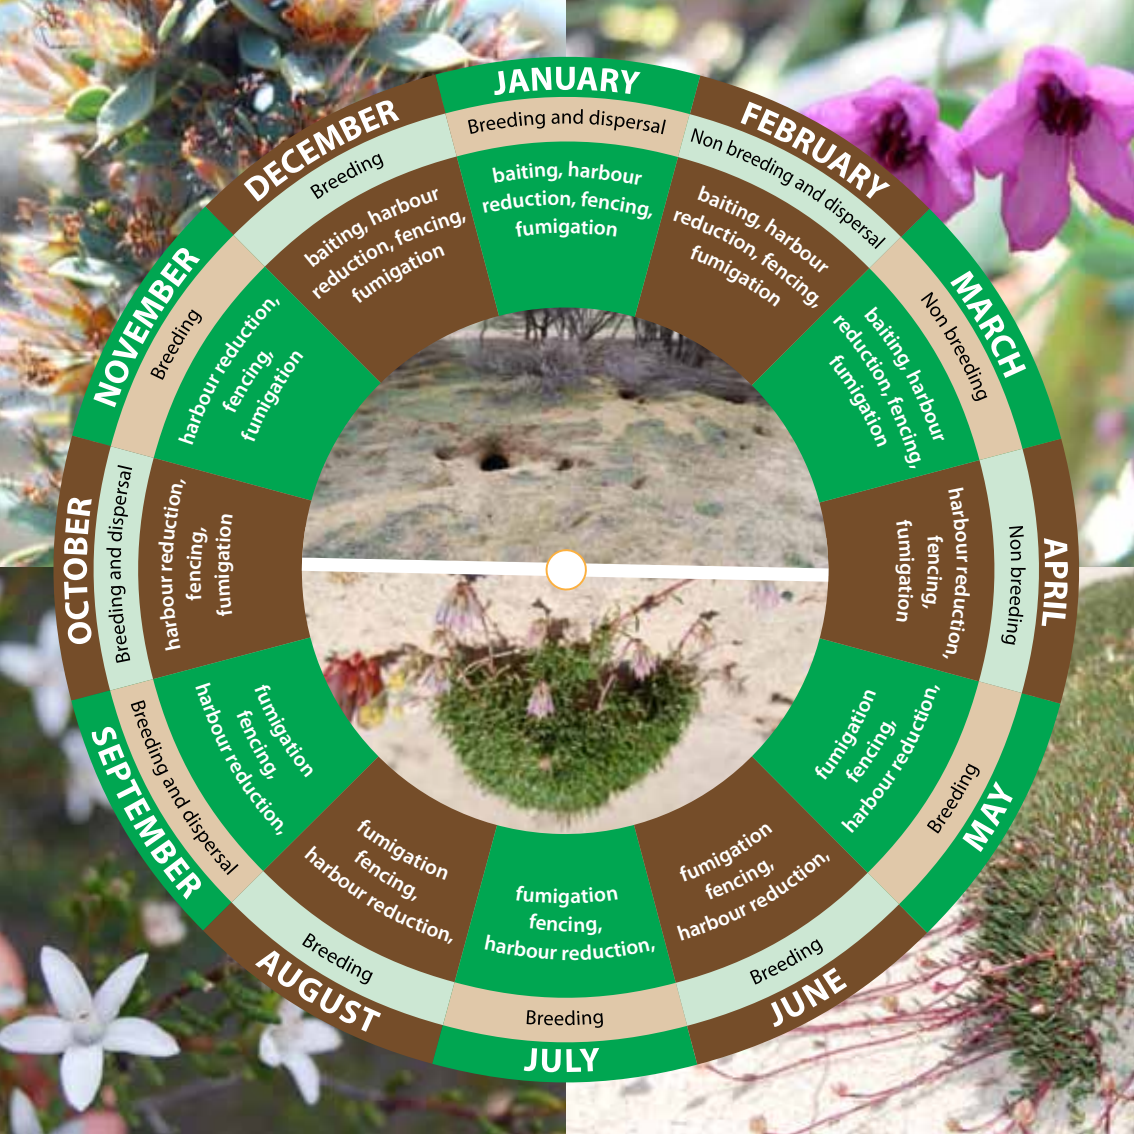 JANUARY
Breeding and dispersal
baiting, harbour
reduction, fencing,
fumigation
FEBRUARY
Non breeding and dispersal
baiting, harbour
reduction, fencing,
fumigation
MARCH
Non breeding
baiting, harbour
reduction, fencing,
fumigation
APRIL
Non breeding
harbour reduction,
fencing,
fumigation
MAY
Breeding
fumigation
fencing,
harbour reduction,
JUNE
Breeding
fumigation
fencing,
harbour reduction,
JULY
Breeding
fumigation
fencing,
harbour reduction,
AUGUST
Breeding
fumigation
fencing,
harbour reduction,
SEPTEMBER
Breeding and dispersal
fumigation
fencing,
harbour reduction,
OCTOBER
Breeding and dispersal
harbour reduction,
fencing,
fumigation
NOVEMBER
Breeding
harbour reduction,
fencing,
fumigation
DECEMBER
Breeding
baiting, harbour
reduction, fencing,
fumigation